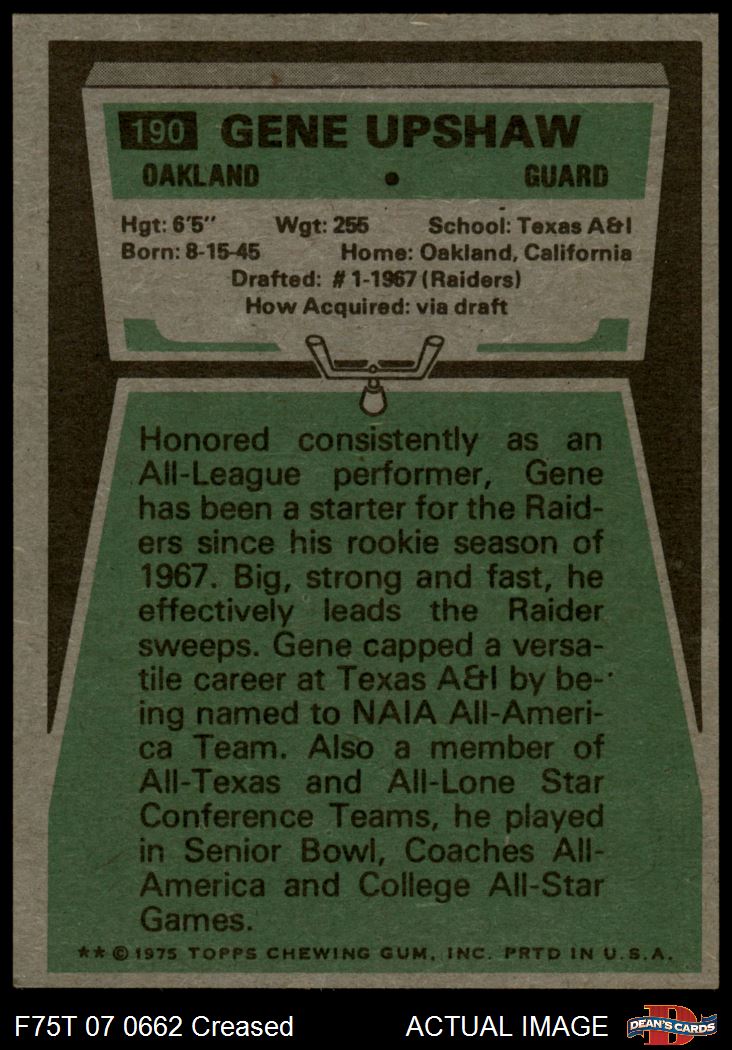 190 GENE UPSHAW
OAKLAND • GUARD
Hgt: 6'5" Wgt: 255 School: Texas A&I
Born: 8-15-45 Home: Oakland, California
Drafted: #1-1967 (Raiders)
How Acquired: via draft
Honored consistently as an
All-League performer, Gene
has been a starter for the Raid-
ers since his rookie season of
1967. Big, strong and fast, he
effectively leads the Raider
sweeps. Gene capped a versa-
tile career at Texas A&I by be-
ing named to NAIA All-Ameri-
ca Team. Also a member of
All-Texas and All-Lone Star
Conference Teams, he played
in Senior Bowl, Coaches All-
America and College All-Star
Games.
**©1975 TOPPS CHEWING GUM, INC. PRTD IN U.S.A.
F75T 07 0662 Creased ACTUAL IMAGE D DEAN'S CARDS